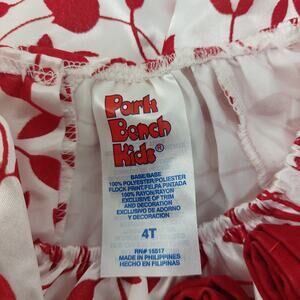 Park
Bench
Kids®
BASE/BASE
100% POLYESTER/POLIESTER
FLOCK PRINT/FELPA PINTADA
100% RAYON/RAYON
EXCLUSIVE OF TRIM
AND DECORATION
EXCLUSIVO DE ADORNO
Y DECORACION
4T
RN# 15517
MADE IN PHILIPPINES
HECHO EN FILIPINAS